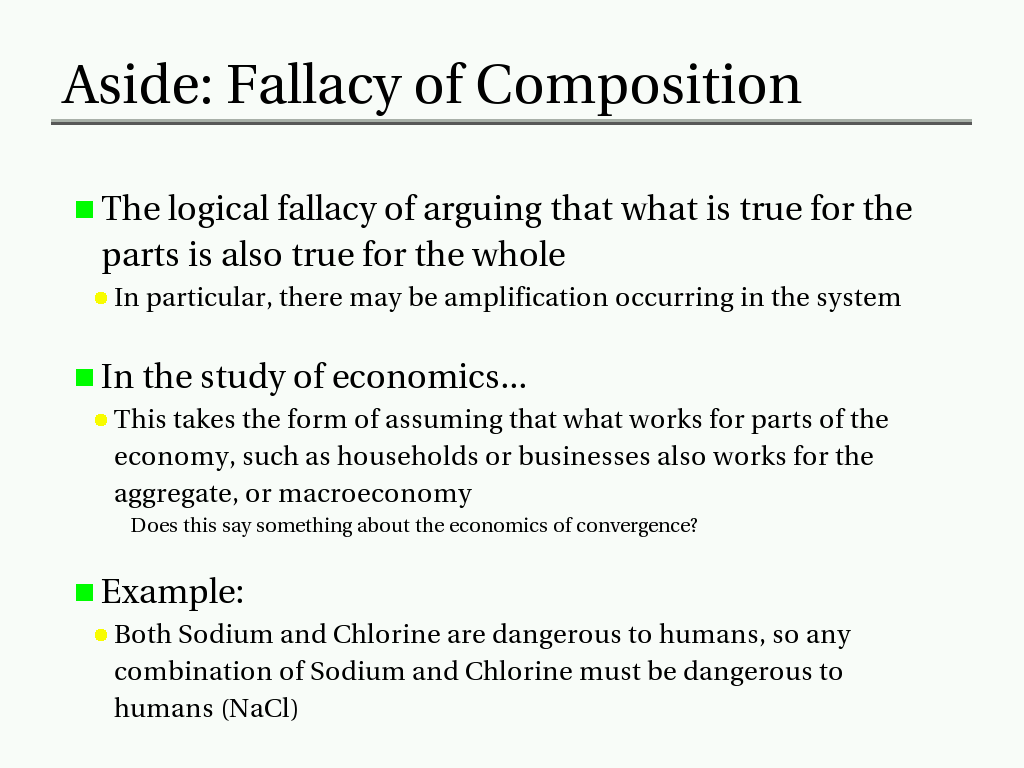 Aside: Fallacy of Composition
The logical fallacy of arguing that what is true for the
parts is also true for the whole
In particular, there may be amplification occurring in the system
In the study of economics...
This takes the form of assuming that what works for parts of the
economy, such as households or businesses also works for the
aggregate, or macroeconomy
Does this say something about the economics of convergence?
Example:
Both Sodium and Chlorine are dangerous to humans, so any
combination of Sodium and Chlorine must be dangerous to
humans (NaCl)